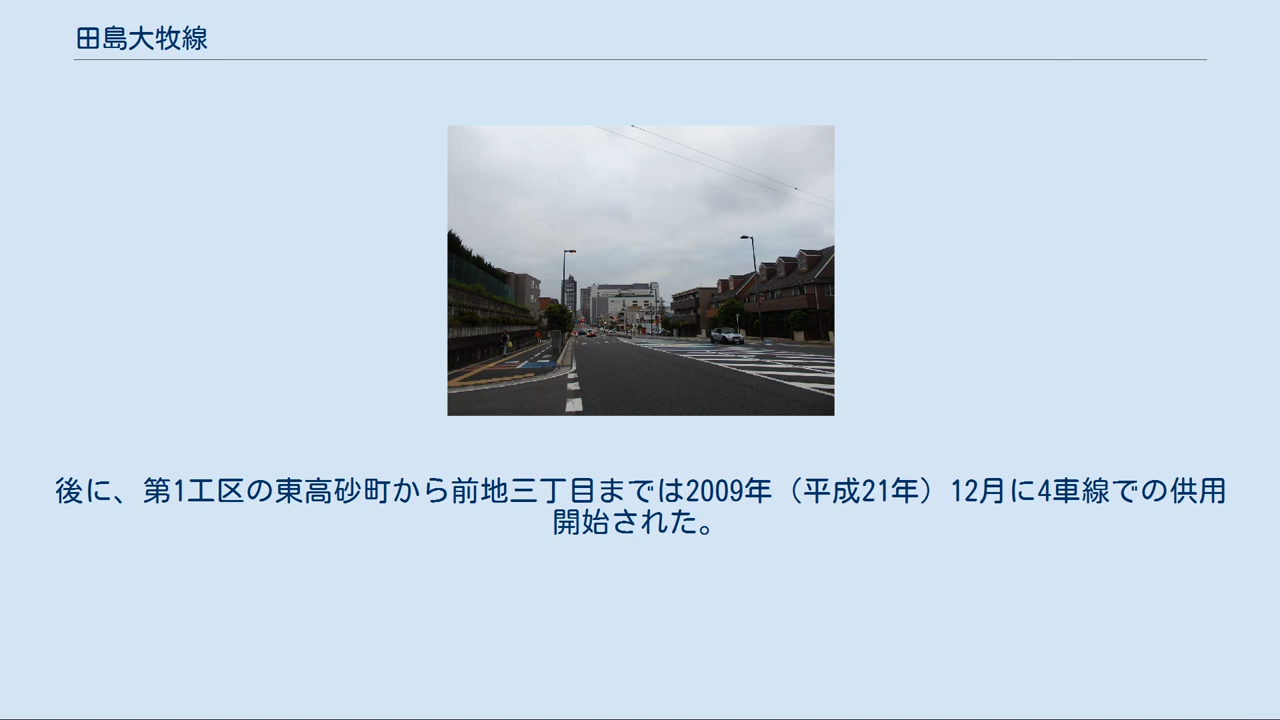 田島大牧線
後に、第1工区の東高砂町から前地三丁目までは2009年（平成21年）12月に4車線での供用
開始された。